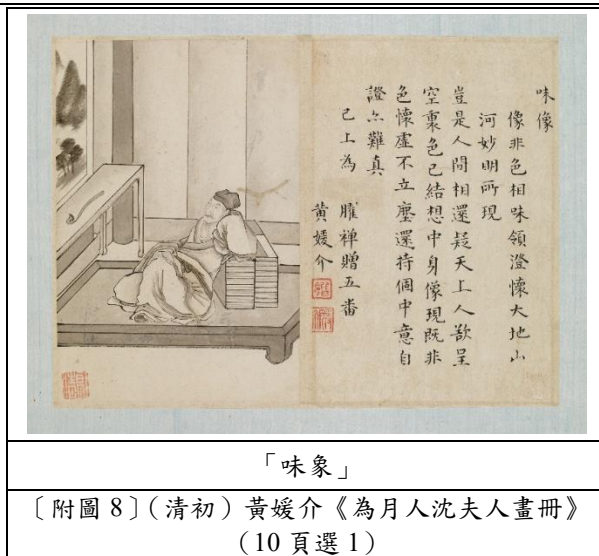 味像
像非色相味領澄懷大地山
河妙明所現
豈是人間相還疑天上人欲呈
空裏色已結想中身像現既非
色懷虛不立塵還持個中意自
證亦難真
已上為 臞禪贈五番
黃媛介
「味象」
〔附圖 8〕(清初)黃媛介《為月人沈夫人畫冊》
(10 頁選 1)